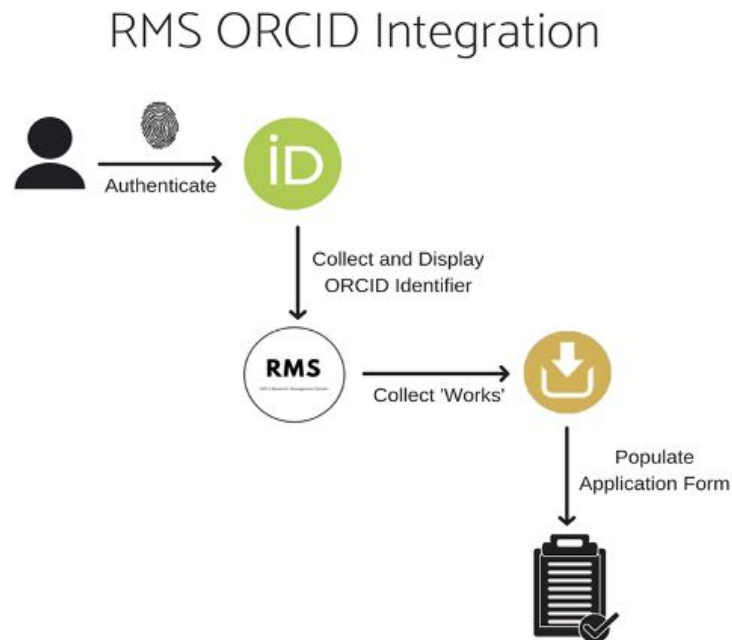 RMS ORCID Integration
Authenticate
iD
Collect and Display
ORCID Identifier
RMS
Collect 'Works'
Populate
Application Form